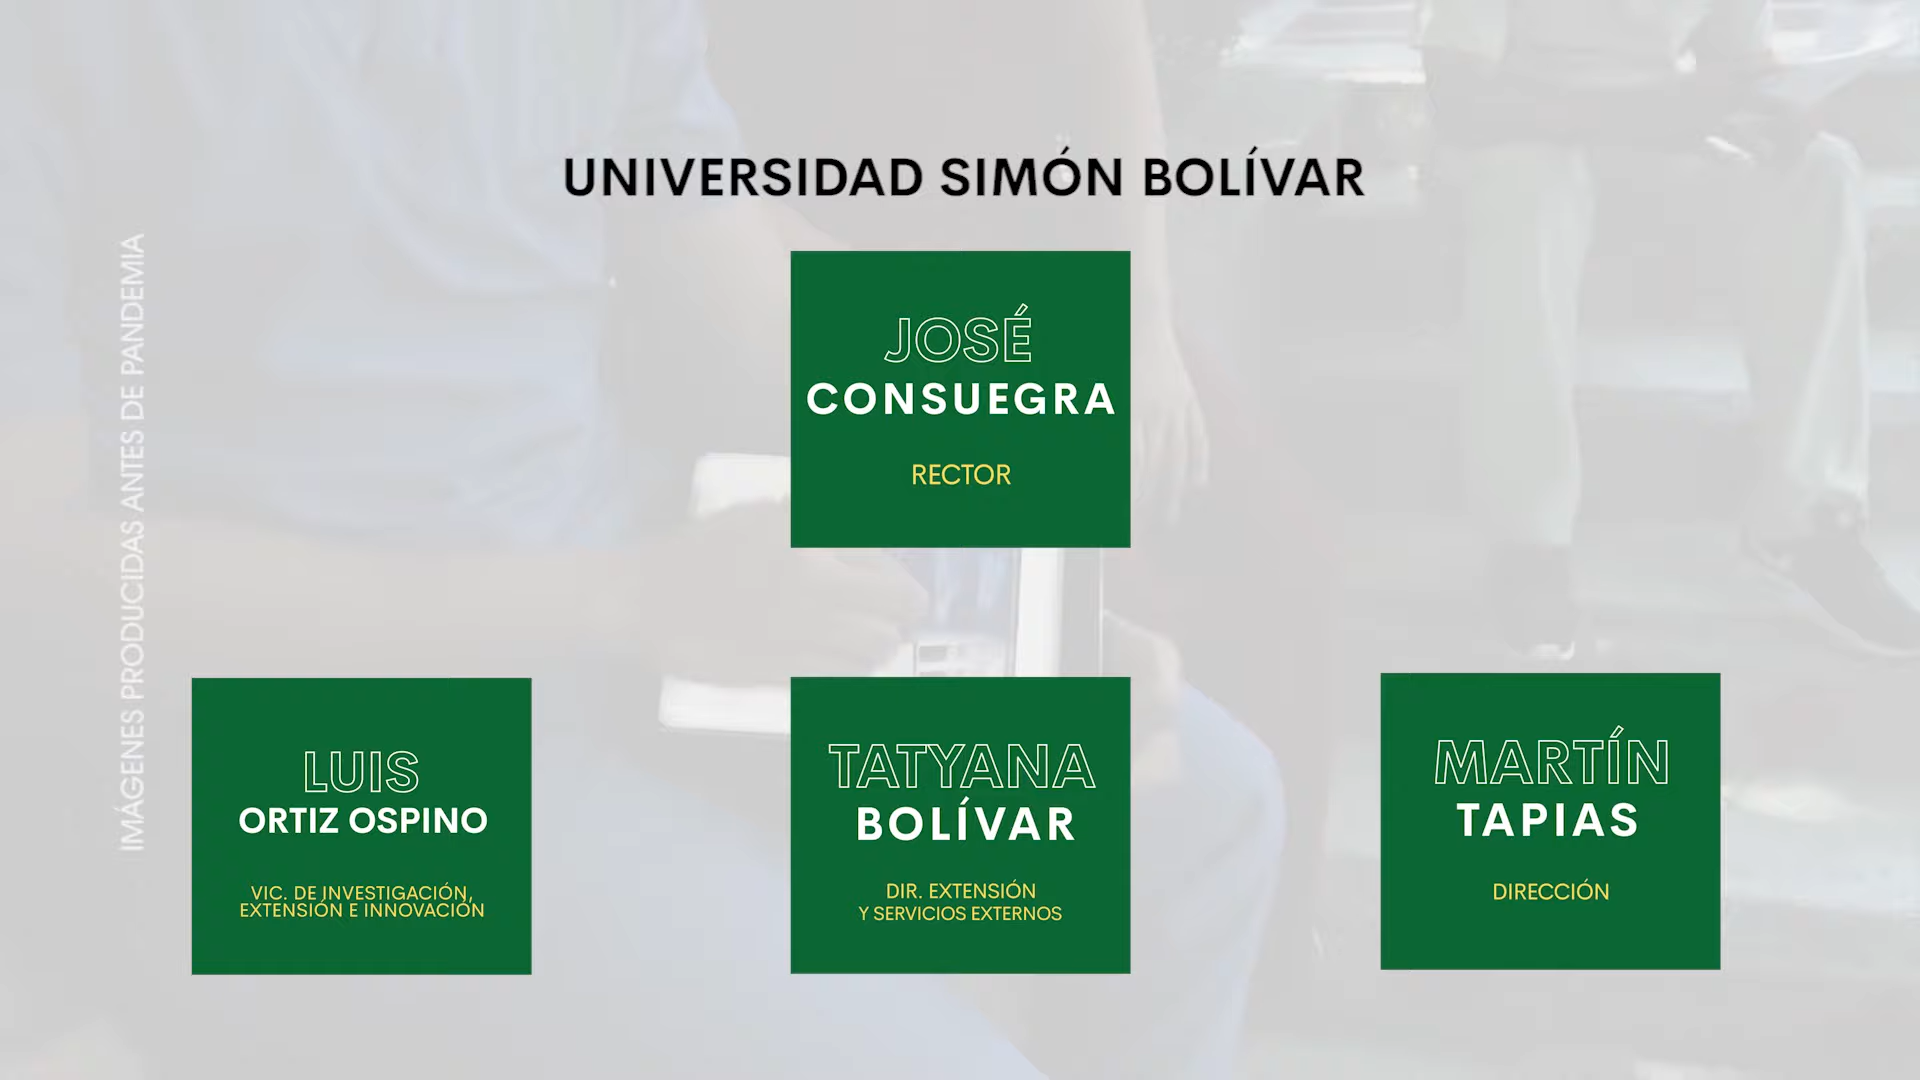 UNIVERSIDAD SIMÓN BOLÍVAR
IMÁGENES PRODUCIDAS ANTES DE PANDEMIA
JOSÉ
CONSUEGRA
RECTOR
LUIS
ORTIZ OSPINO
VIC. DE INVESTIGACIÓN,
EXTENSIÓN E INNOVACIÓN
TATYANA
BOLÍVAR
DIR. EXTENSIÓN
Y SERVICIOS EXTERNOS
MARTÍN
TAPIAS
DIRECCIÓN